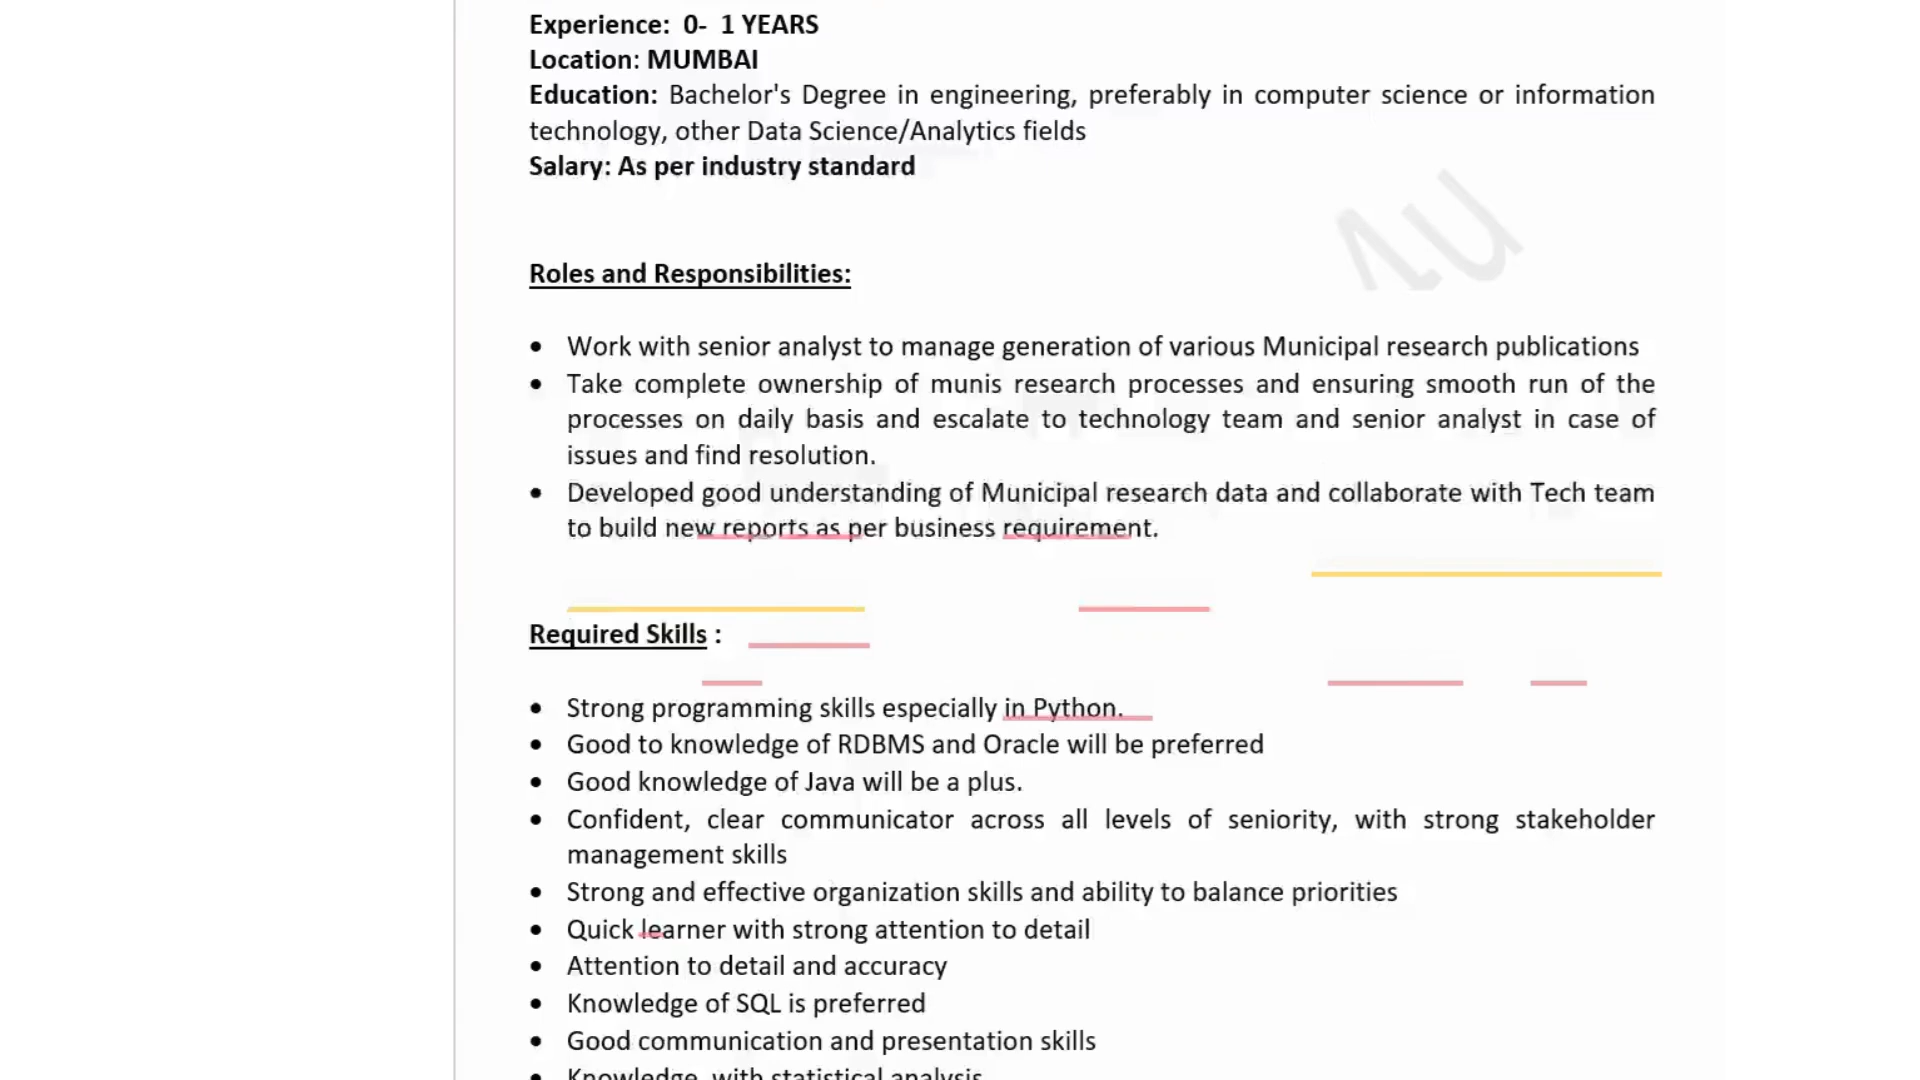 Experience: 0- 1 YEARS
Location: MUMBAI
Education: Bachelor's Degree in engineering, preferably in computer science or information
technology, other Data Science/Analytics fields
Salary: As per industry standard
Roles and Responsibilities:
• Work with senior analyst to manage generation of various Municipal research publications
• Take complete ownership of munis research processes and ensuring smooth run of the
processes on daily basis and escalate to technology team and senior analyst in case of
issues and find resolution.
• Developed good understanding of Municipal research data and collaborate with Tech team
to build new reports as per business requirement.
Required Skills :
• Strong programming skills especially in Python.
• Good to knowledge of RDBMS and Oracle will be preferred
• Good knowledge of Java will be a plus.
• Confident, clear communicator across all levels of seniority, with strong stakeholder
management skills
• Strong and effective organization skills and ability to balance priorities
• Quick learner with strong attention to detail
• Attention to detail and accuracy
• Knowledge of SQL is preferred
• Good communication and presentation skills
• Knowledge with statistical analysis